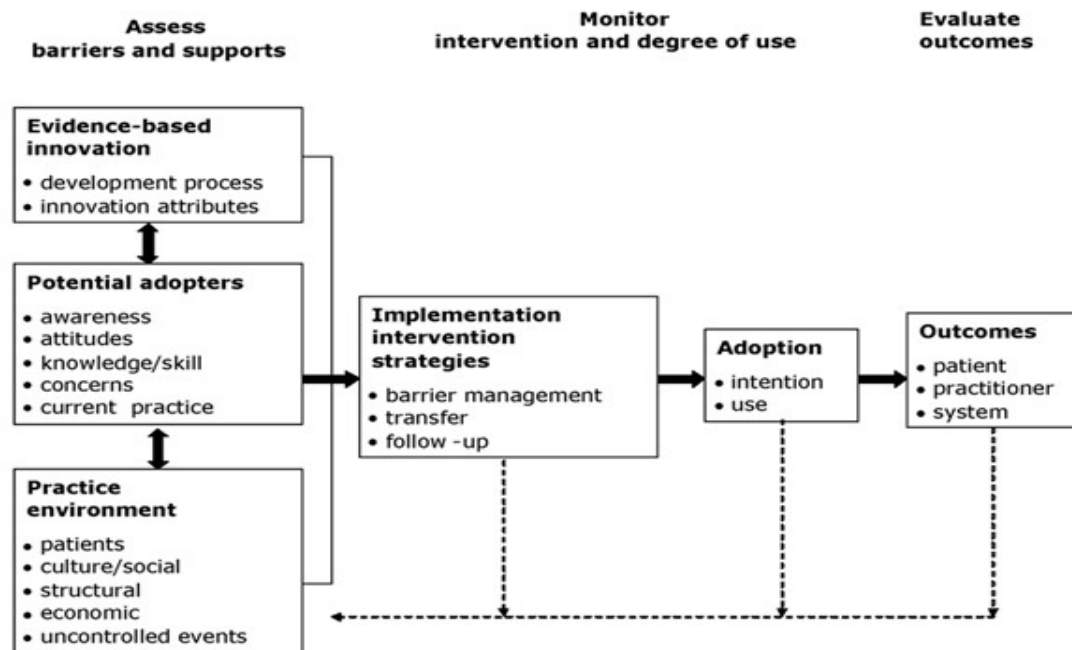 Assess
barriers and supports
Monitor
intervention and degree of use
Evaluate
outcomes
Evidence-based
innovation
• development process
• innovation attributes
Potential adopters
• awareness
• attitudes
• knowledge/skill
• concerns
• current practice
Practice
environment
• patients
• culture/social
• structural
• economic
• uncontrolled events
Implementation
intervention
strategies
• barrier management
• transfer
• follow -up
Adoption
• intention
• use
Outcomes
• patient
• practitioner
• system